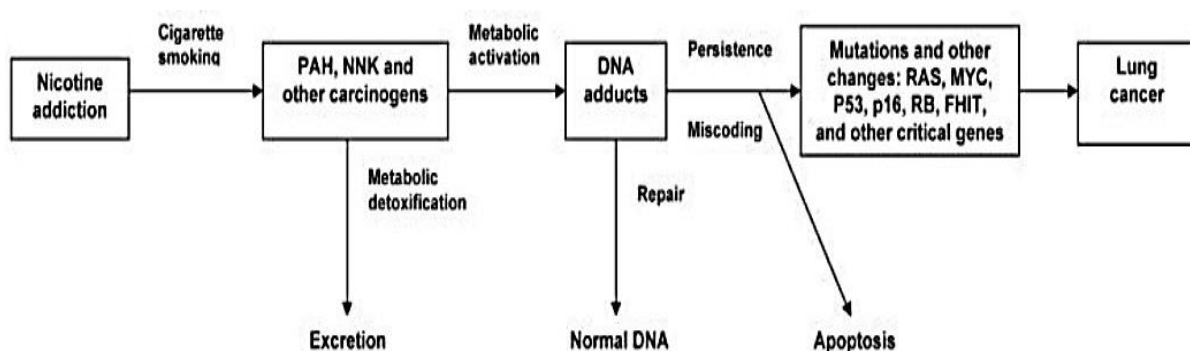 Nicotine
addiction
Cigarette
smoking
PAH, NNK and
other carcinogens
Metabolic
activation
DNA
adducts
Persistence
Miscoding
Mutations and other
changes: RAS, MYC,
P53, p16, RB, FHIT,
and other critical genes
Lung
cancer
Metabolic
detoxification
Repair
Excretion
Normal DNA
Apoptosis